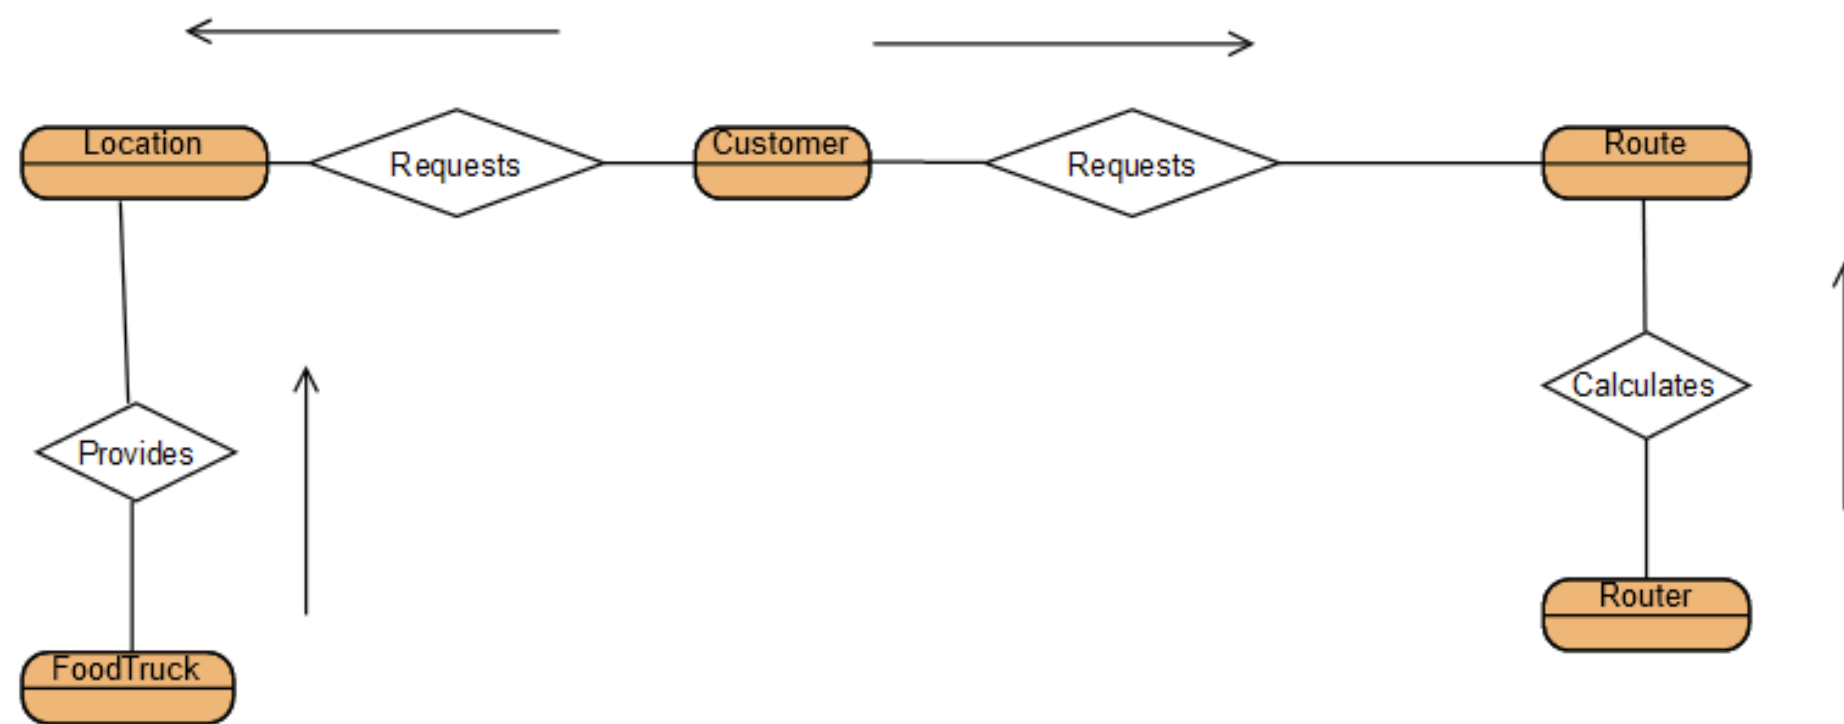 Location
Requests
Customer
Requests
Route
Calculates
Provides
Router
FoodTruck